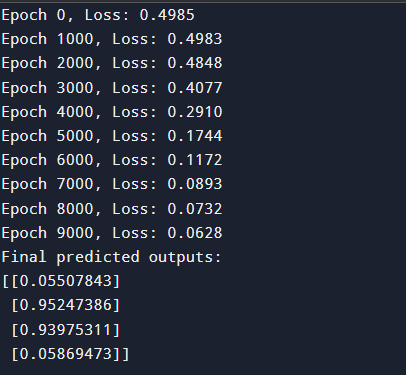 Epoch 0, Loss: 0.4985
Epoch 1000, Loss: 0.4983
Epoch 2000, Loss: 0.4848
Epoch 3000, Loss: 0.4077
Epoch 4000, Loss: 0.2910
Epoch 5000, Loss: 0.1744
Epoch 6000, Loss: 0.1172
Epoch 7000, Loss: 0.0893
Epoch 8000, Loss: 0.0732
Epoch 9000, Loss: 0.0628
Final predicted outputs:
[[0.05507843]
 [0.95247386]
 [0.93975311]
 [0.05869473]]